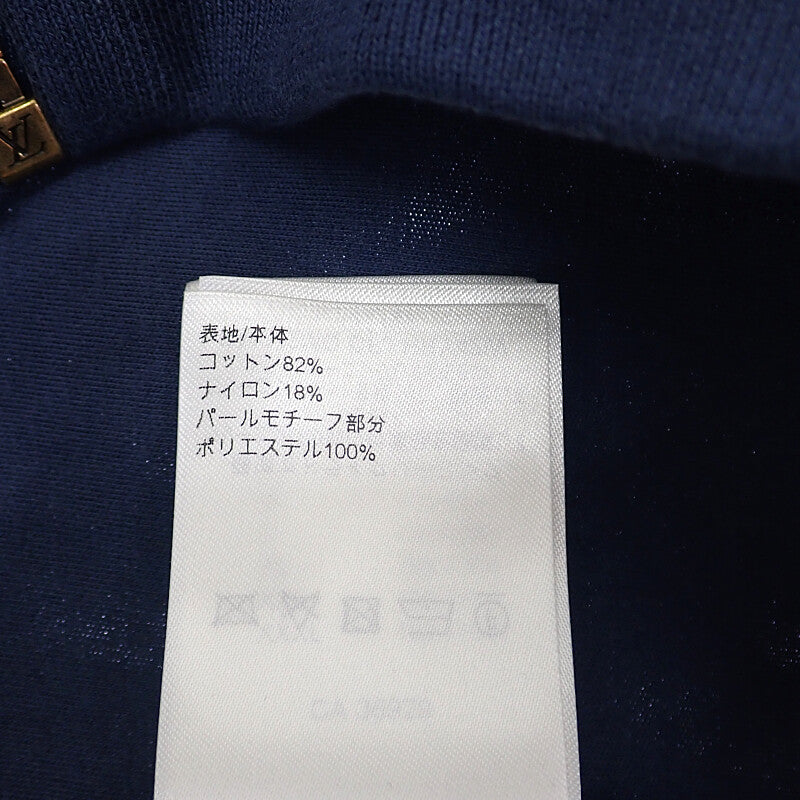 表地/本体
コットン82%
ナイロン18%
パールモチーフ部分
ポリエステル100%